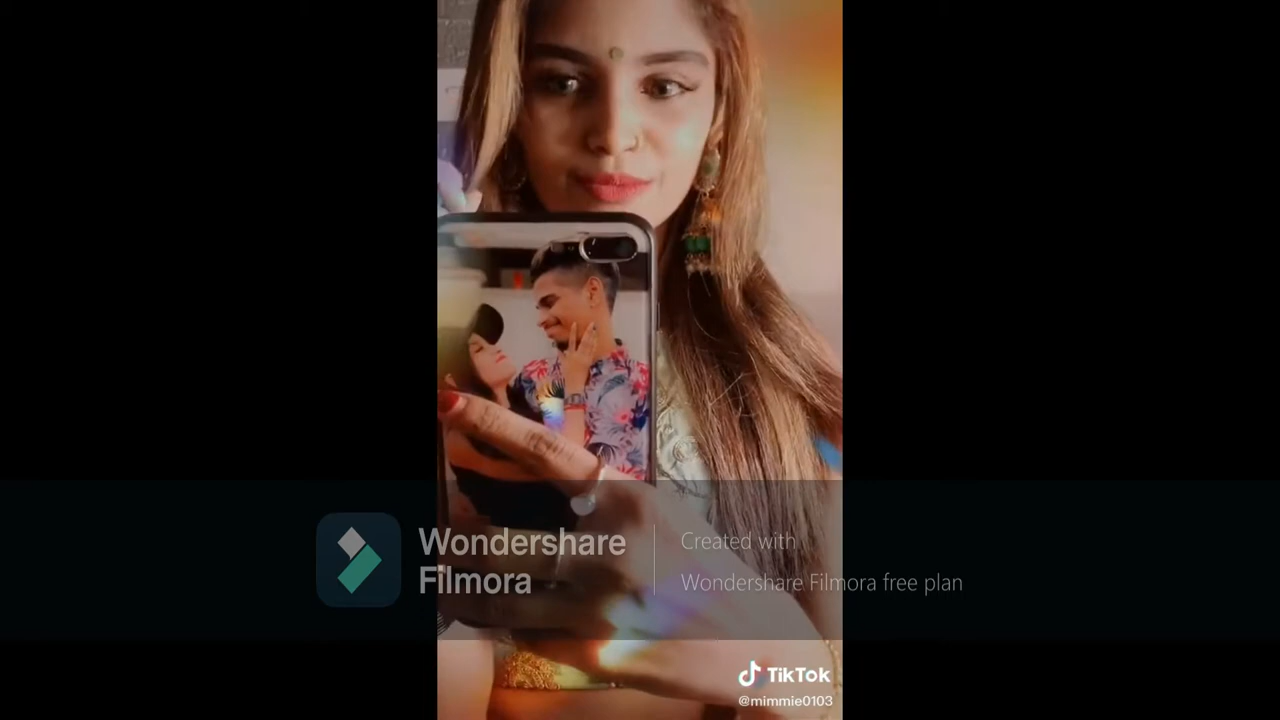 Wondershare
Filmora
Created with
Wondershare Filmora free plan
TikTok
@mimmie0103